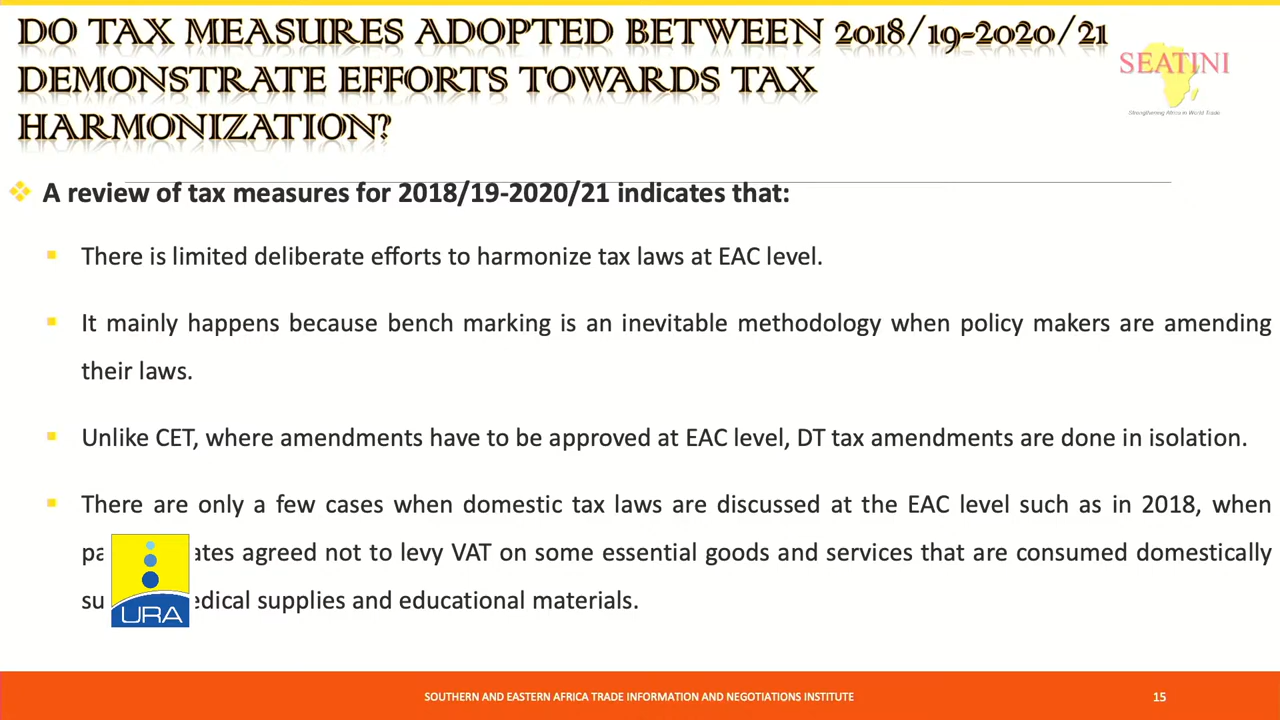 DO TAX MEASURES ADOPTED BETWEEN 2018/19-2020/21
DEMONSTRATE EFFORTS TOWARDS TAX
HARMONIZATION?
SEATINI
Strengthening Africa in World Trade
A review of tax measures for 2018/19-2020/21 indicates that:
There is limited deliberate efforts to harmonize tax laws at EAC level.
It mainly happens because bench marking is an inevitable methodology when policy makers are amending
their laws.
Unlike CET, where amendments have to be approved at EAC level, DT tax amendments are done in isolation.
There are only a few cases when domestic tax laws are discussed at the EAC level such as in 2018, when
agreed not to levy VAT on some essential goods and services that are consumed domestically
supplies and educational materials.
URA
SOUTHERN AND EASTERN AFRICA TRADE INFORMATION AND NEGOTIATIONS INSTITUTE
15